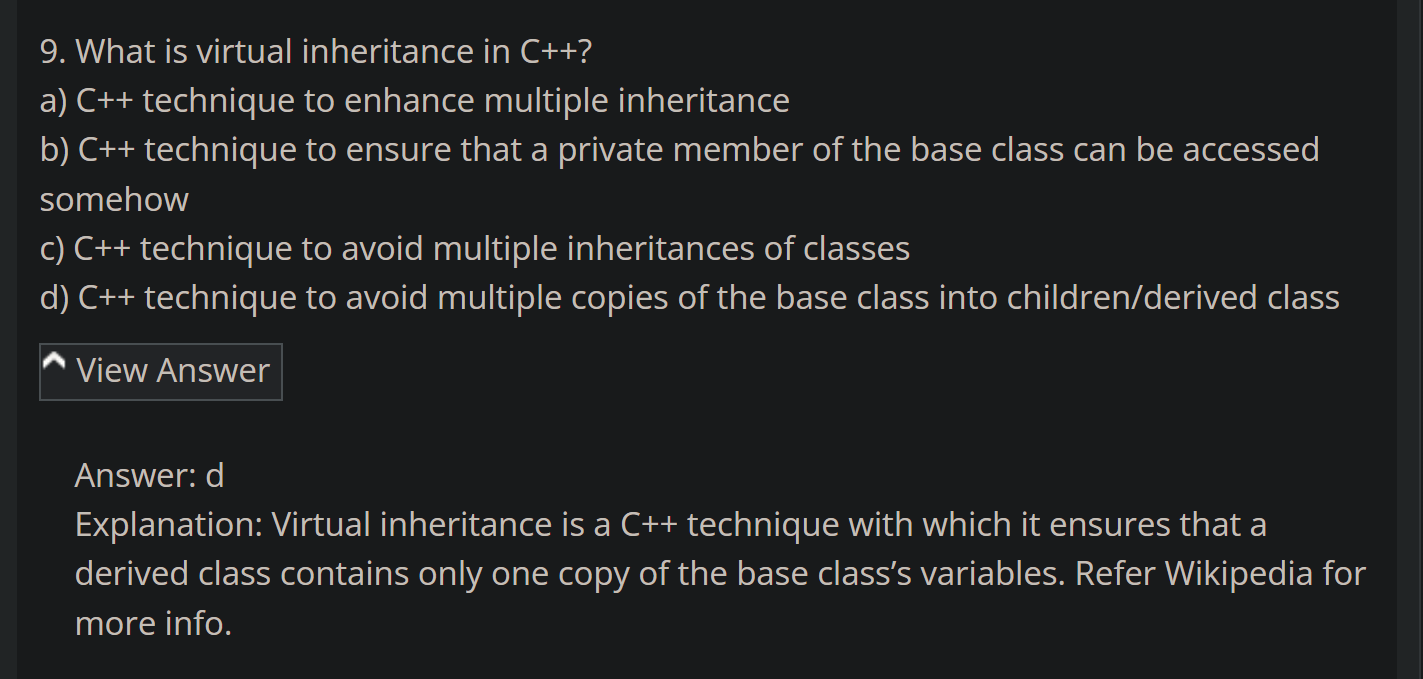 9. What is virtual inheritance in C++?
a) C++ technique to enhance multiple inheritance
b) C++ technique to ensure that a private member of the base class can be accessed
somehow
c) C++ technique to avoid multiple inheritances of classes
d) C++ technique to avoid multiple copies of the base class into children/derived class
View Answer
Answer: d
Explanation: Virtual inheritance is a C++ technique with which it ensures that a
derived class contains only one copy of the base class’s variables. Refer Wikipedia for
more info.